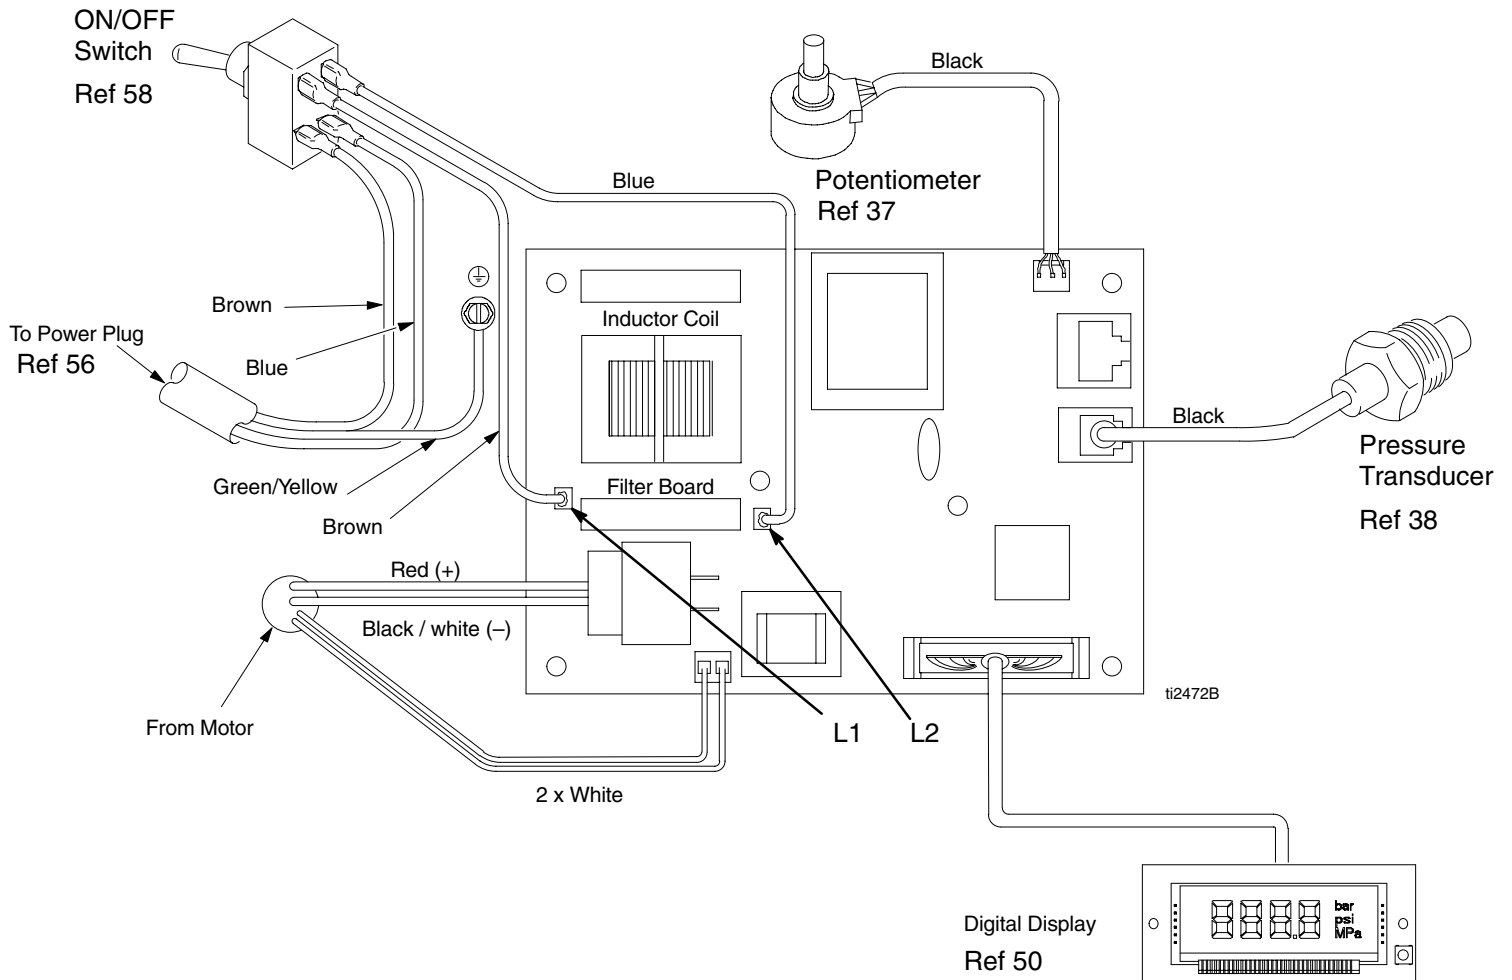 ON/OFF
Switch
Ref 58
Black
Blue
Potentiometer
Ref 37
Brown
Inductor Coil
To Power Plug
Ref 56
Blue
Black
Pressure
Transducer
Ref 38
Green/Yellow
Filter Board
Brown
Red (+)
Black / white (–)
ti2472B
From Motor
L1
L2
2 x White
bar
psi
MPa
Digital Display
Ref 50